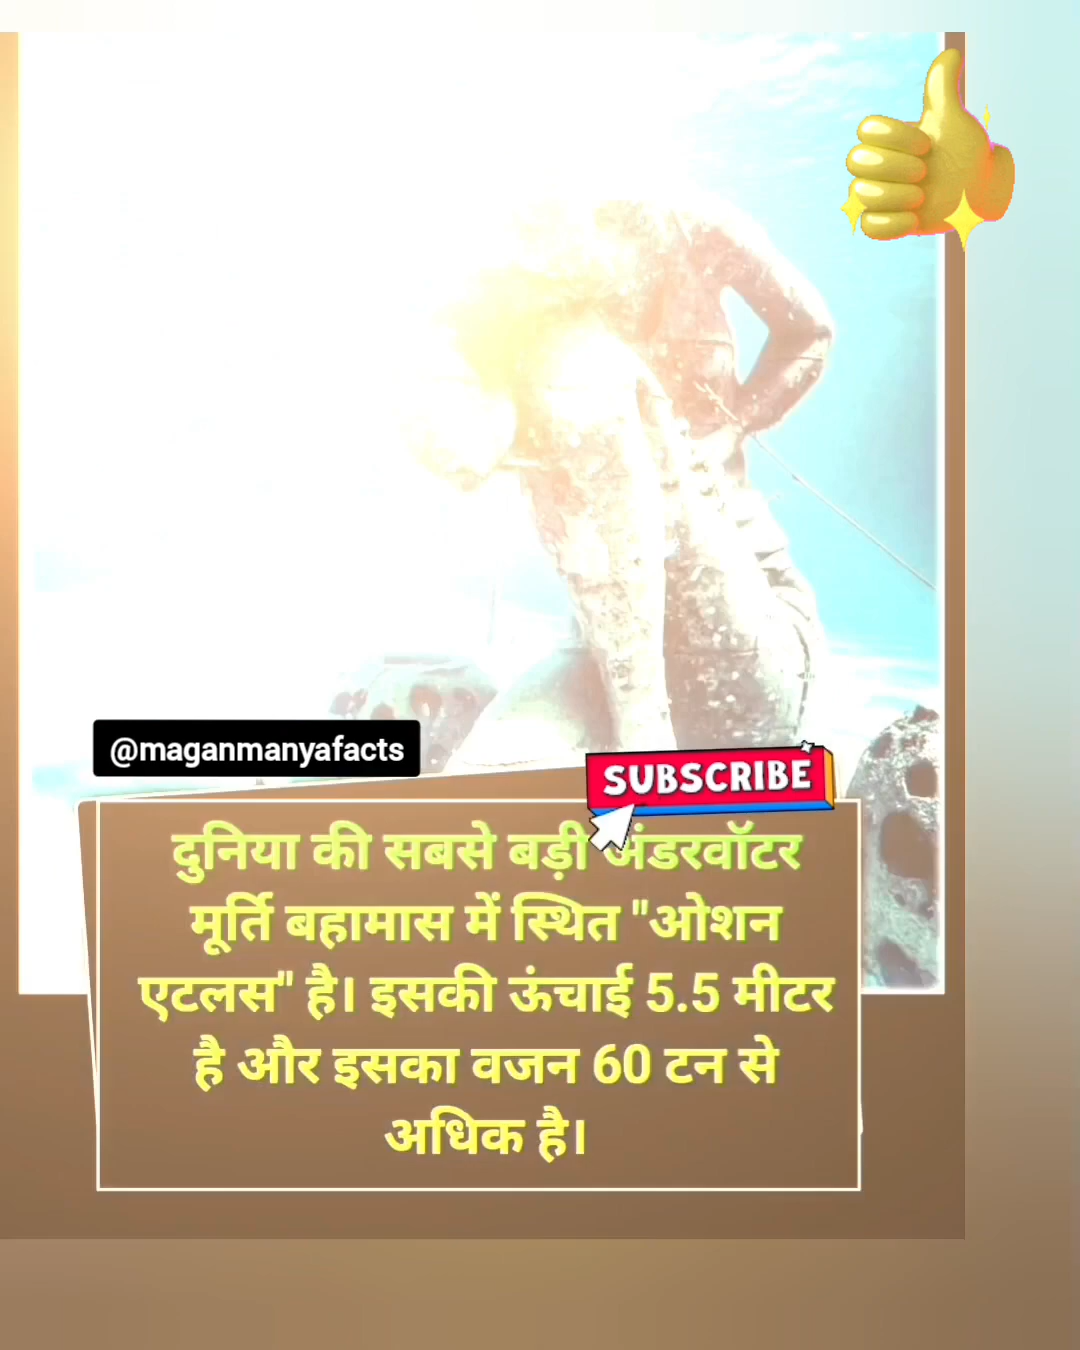 @maganmanyafacts
SUBSCRIBE
दुनिया की सबसे बड़ी अंडरवॉटर
मूर्ति बहामास में स्थित "ओशन
एटलस" है। इसकी ऊंचाई 5.5 मीटर
है और इसका वजन 60 टन से
अधिक है।